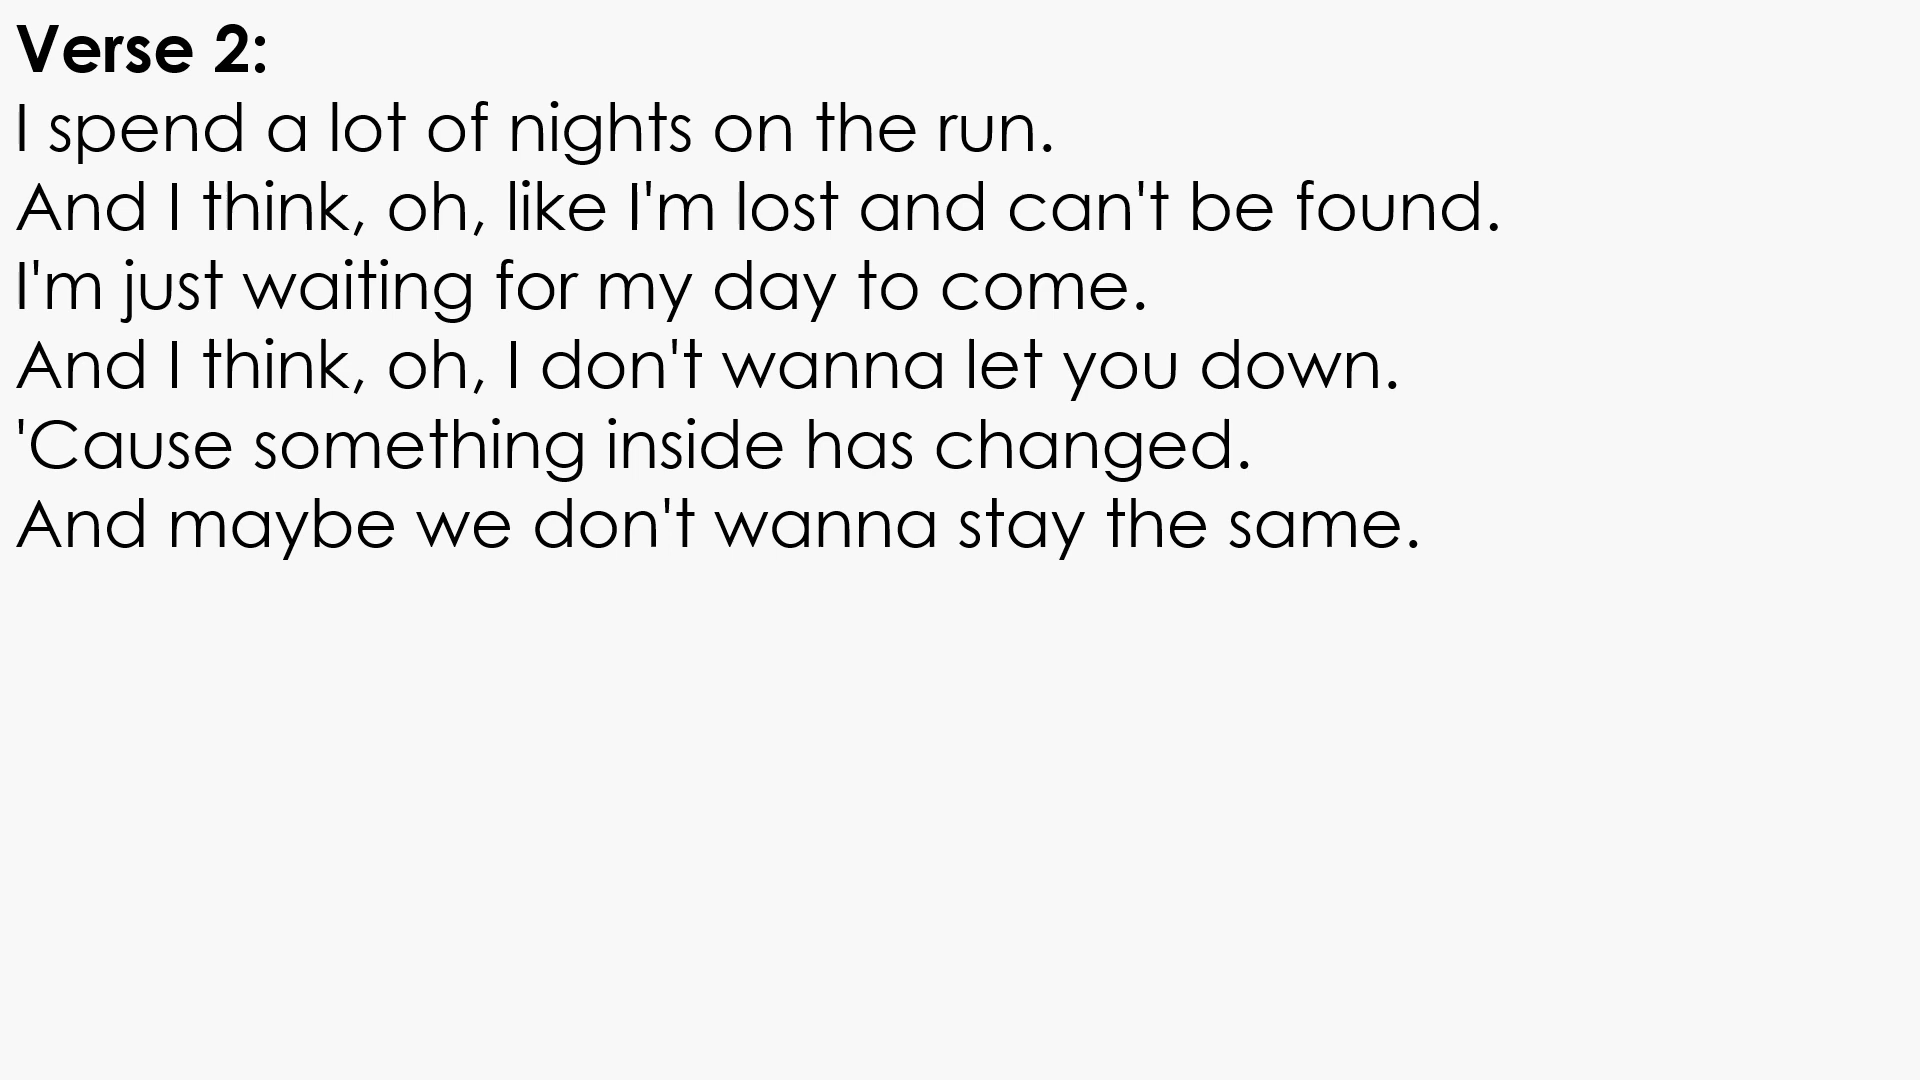 Verse 2:
I spend a lot of nights on the run.
And I think, oh, like I'm lost and can't be found.
I'm just waiting for my day to come.
And I think, oh, I don't wanna let you down.
'Cause something inside has changed.
And maybe we don't wanna stay the same.